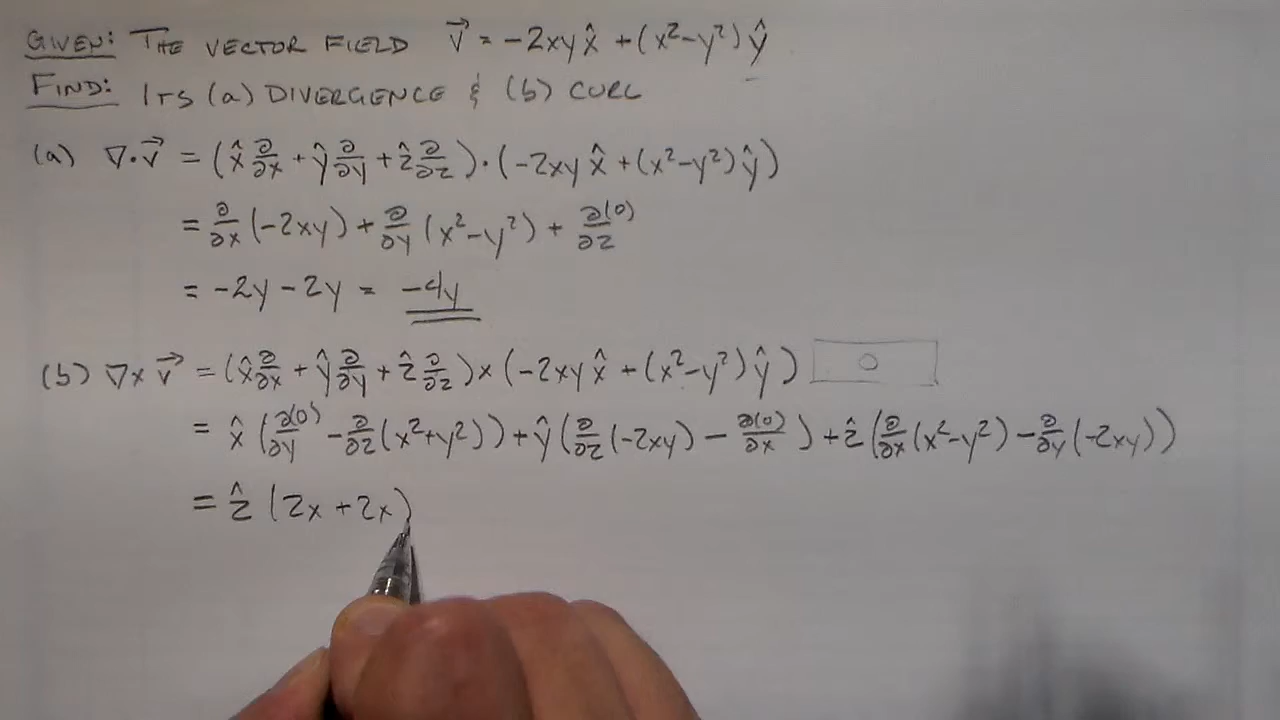 GIVEN: THE VECTOR FIELD v⃗ = -2xy x̂ + (x²-y²) ŷ
FIND: ITS (a) DIVERGENCE & (b) CURL
(a) ∇·v⃗ = (x̂ ∂/∂x + ŷ ∂/∂y + ẑ ∂/∂z)·(-2xy x̂ + (x²-y²) ŷ)
= ∂/∂x (-2xy) + ∂/∂y (x²-y²) + ∂(0)/∂z
= -2y - 2y = -4y
(b) ∇× v⃗ = (x̂ ∂/∂x + ŷ ∂/∂y + ẑ ∂/∂z) × (-2xy x̂ + (x²-y²) ŷ) 0
= x̂ (∂(0)/∂y - ∂/∂z (x²+y²)) + ŷ (∂/∂z (-2xy) - ∂(0)/∂x) + ẑ (∂/∂x (x²-y²) - ∂/∂y (-2xy))
= ẑ (2x + 2x)